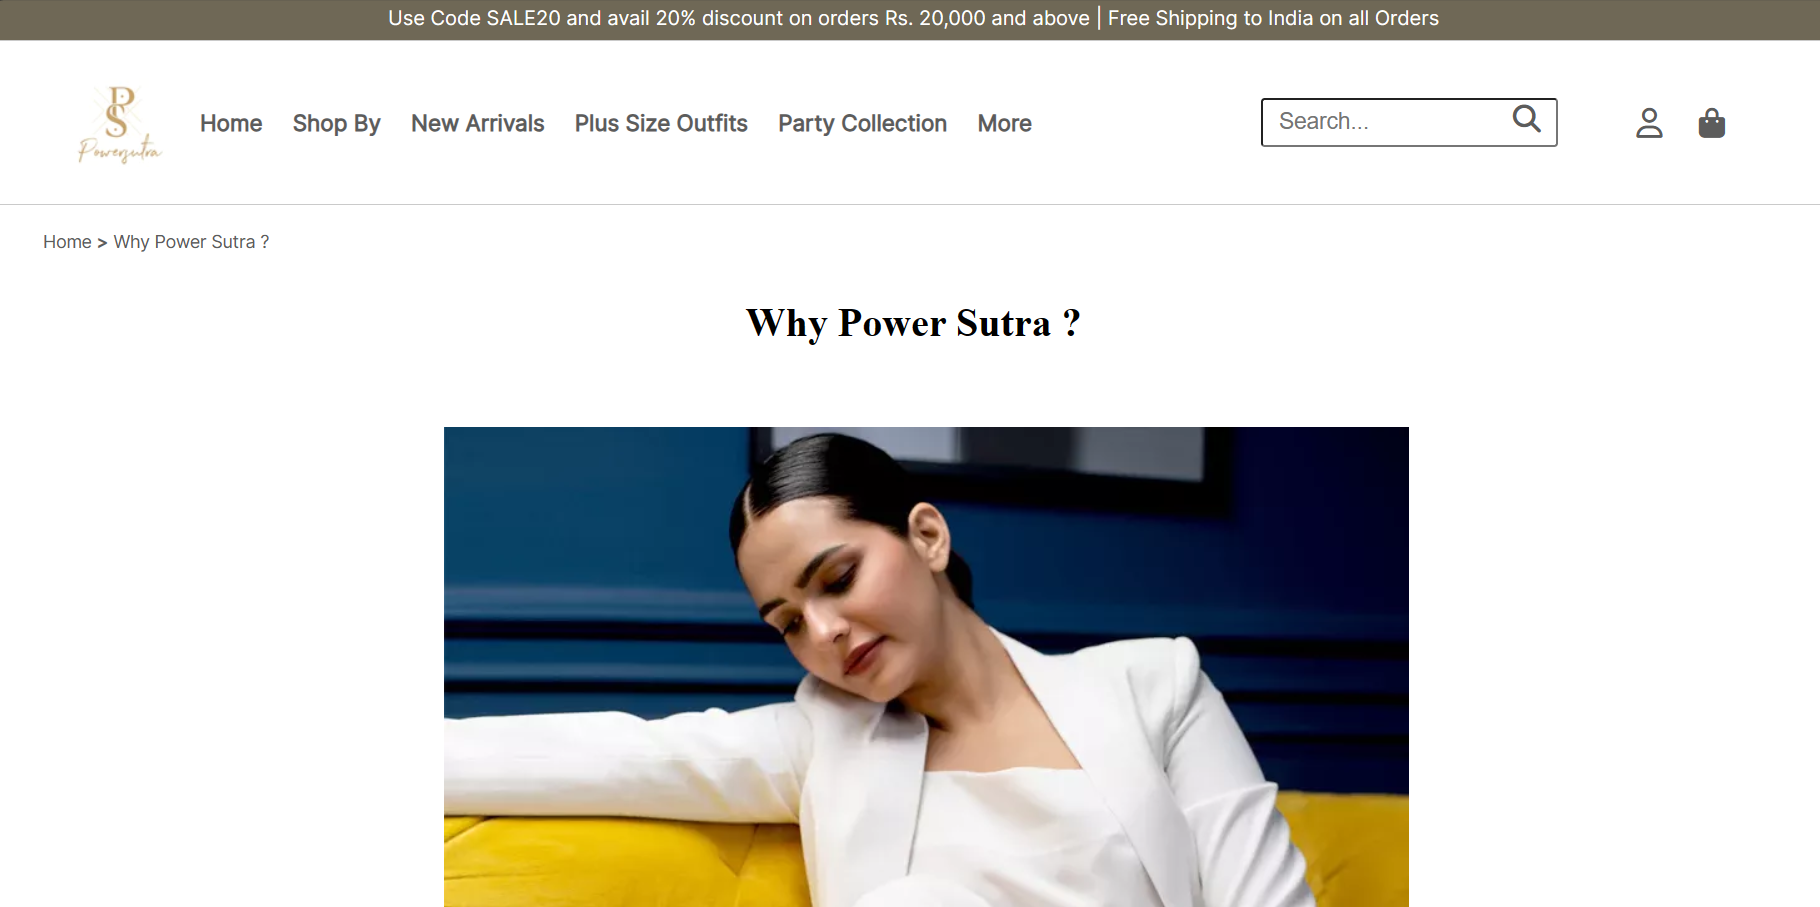 Use Code SALE20 and avail 20% discount on orders Rs. 20,000 and above | Free Shipping to India on all Orders
PS
Powersutra
Home
Shop By
New Arrivals
Plus Size Outfits
Party Collection
More
Search...
Home > Why Power Sutra ?
Why Power Sutra ?